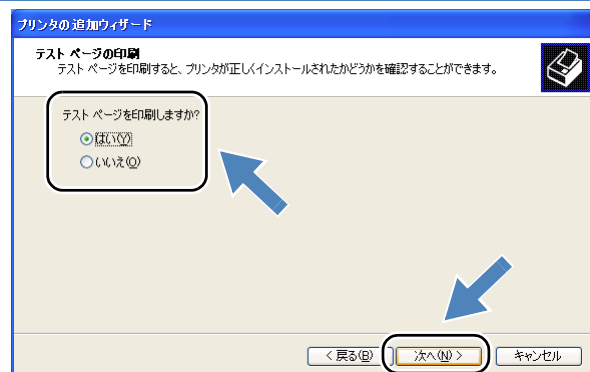 プリンタの追加ウィザード
テスト ページの印刷
テスト ページを印刷すると、プリンタが正しくインストールされたかどうかを確認することができます。
テスト ページを印刷しますか?
はい(Y)
いいえ(O)
< 戻る(B)
次へ(N) >
キャンセル